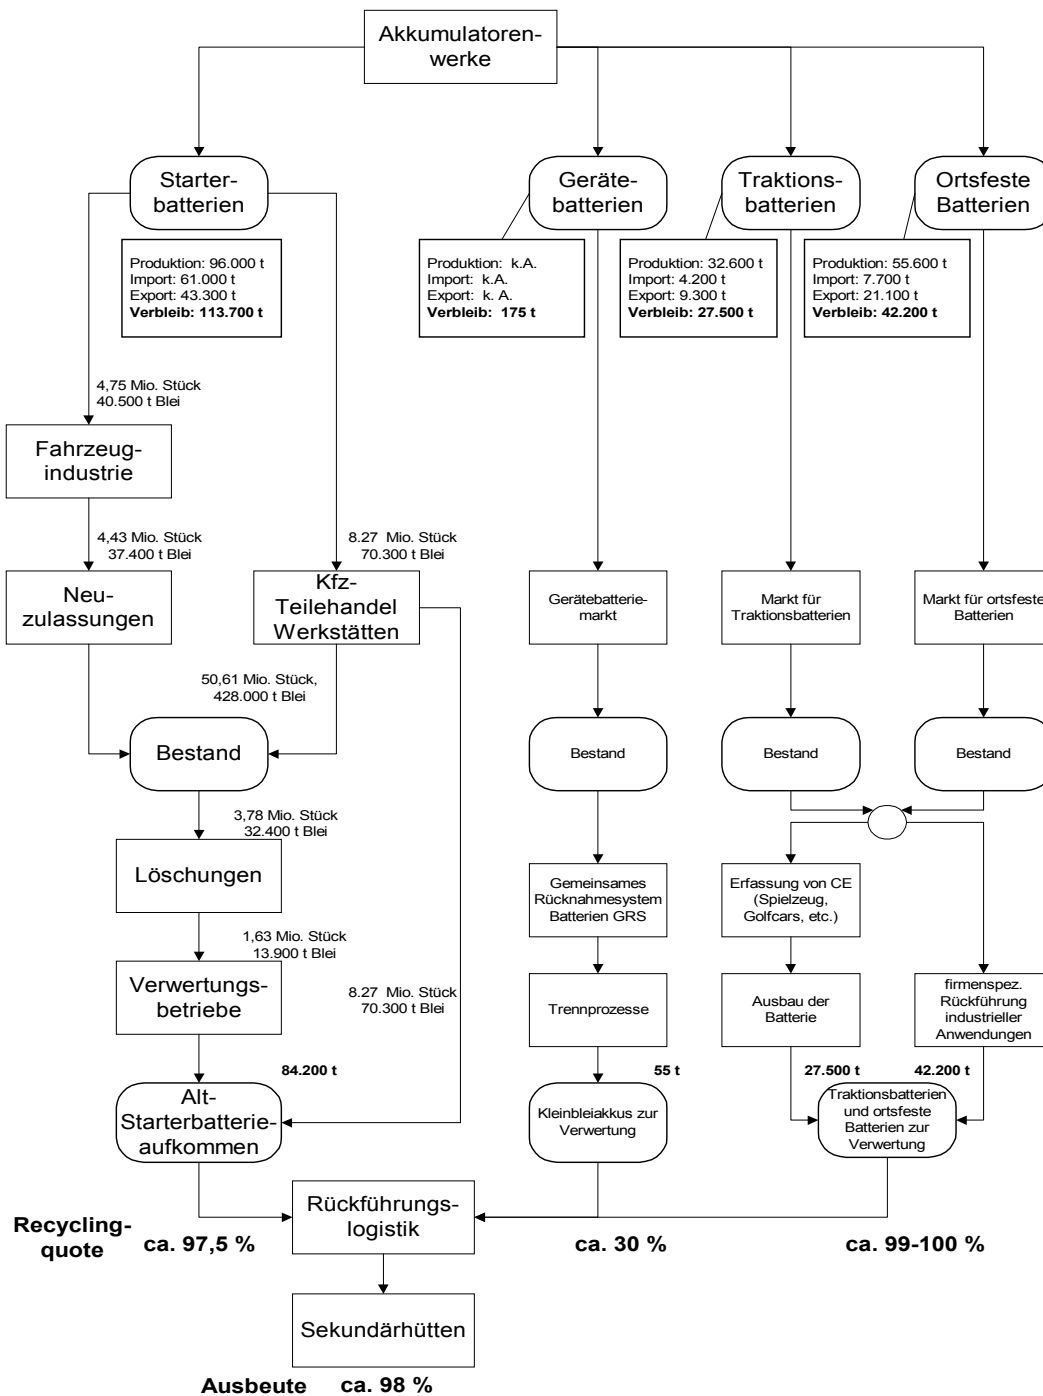 Akkumulatoren-
werke
Starter-
batterien
Geräte-
batterien
Traktions-
batterien
Ortsfeste
Batterien
Produktion: 96.000 t
Import: 61.000 t
Export: 43.300 t
Verbleib: 113.700 t
Produktion:  k.A.
Import:  k.A.
Export:  k. A.
Verbleib:  175 t
Produktion: 32.600 t
Import: 4.200 t
Export: 9.300 t
Verbleib: 27.500 t
Produktion: 55.600 t
Import: 7.700 t
Export: 21.100 t
Verbleib: 42.200 t
4,75 Mio. Stück
40.500 t Blei
Fahrzeug-
industrie
4,43 Mio. Stück
37.400 t Blei
8.27  Mio. Stück
70.300 t Blei
Neu-
zulassungen
Kfz-
Teilehandel
Werkstätten
Gerätebatterie-
markt
Markt für
Traktionsbatterien
Markt für ortsfeste
Batterien
50,61 Mio. Stück,
428.000 t Blei
Bestand
Bestand
Bestand
Bestand
3,78 Mio. Stück
32.400 t Blei
Löschungen
Gemeinsames
Rücknahmesystem
Batterien GRS
Erfassung von CE
(Spielzeug,
Golfcars, etc.)
1,63 Mio. Stück
13.900 t Blei
Verwertungs-
betriebe
8.27  Mio. Stück
70.300 t Blei
Trennprozesse
Ausbau der
Batterie
firmenspez.
Rückführung
industrieller
Anwendungen
84.200 t
55 t
27.500 t
42.200 t
Alt-
Starterbatterie-
aufkommen
Kleinbleiakkus zur
Verwertung
Traktionsbatterien
und ortsfeste
Batterien zur
Verwertung
Rückführungs-
logistik
Recycling-
quote
ca. 97,5 %
ca. 30 %
ca. 99-100 %
Sekundärhütten
Ausbeute
ca. 98 %